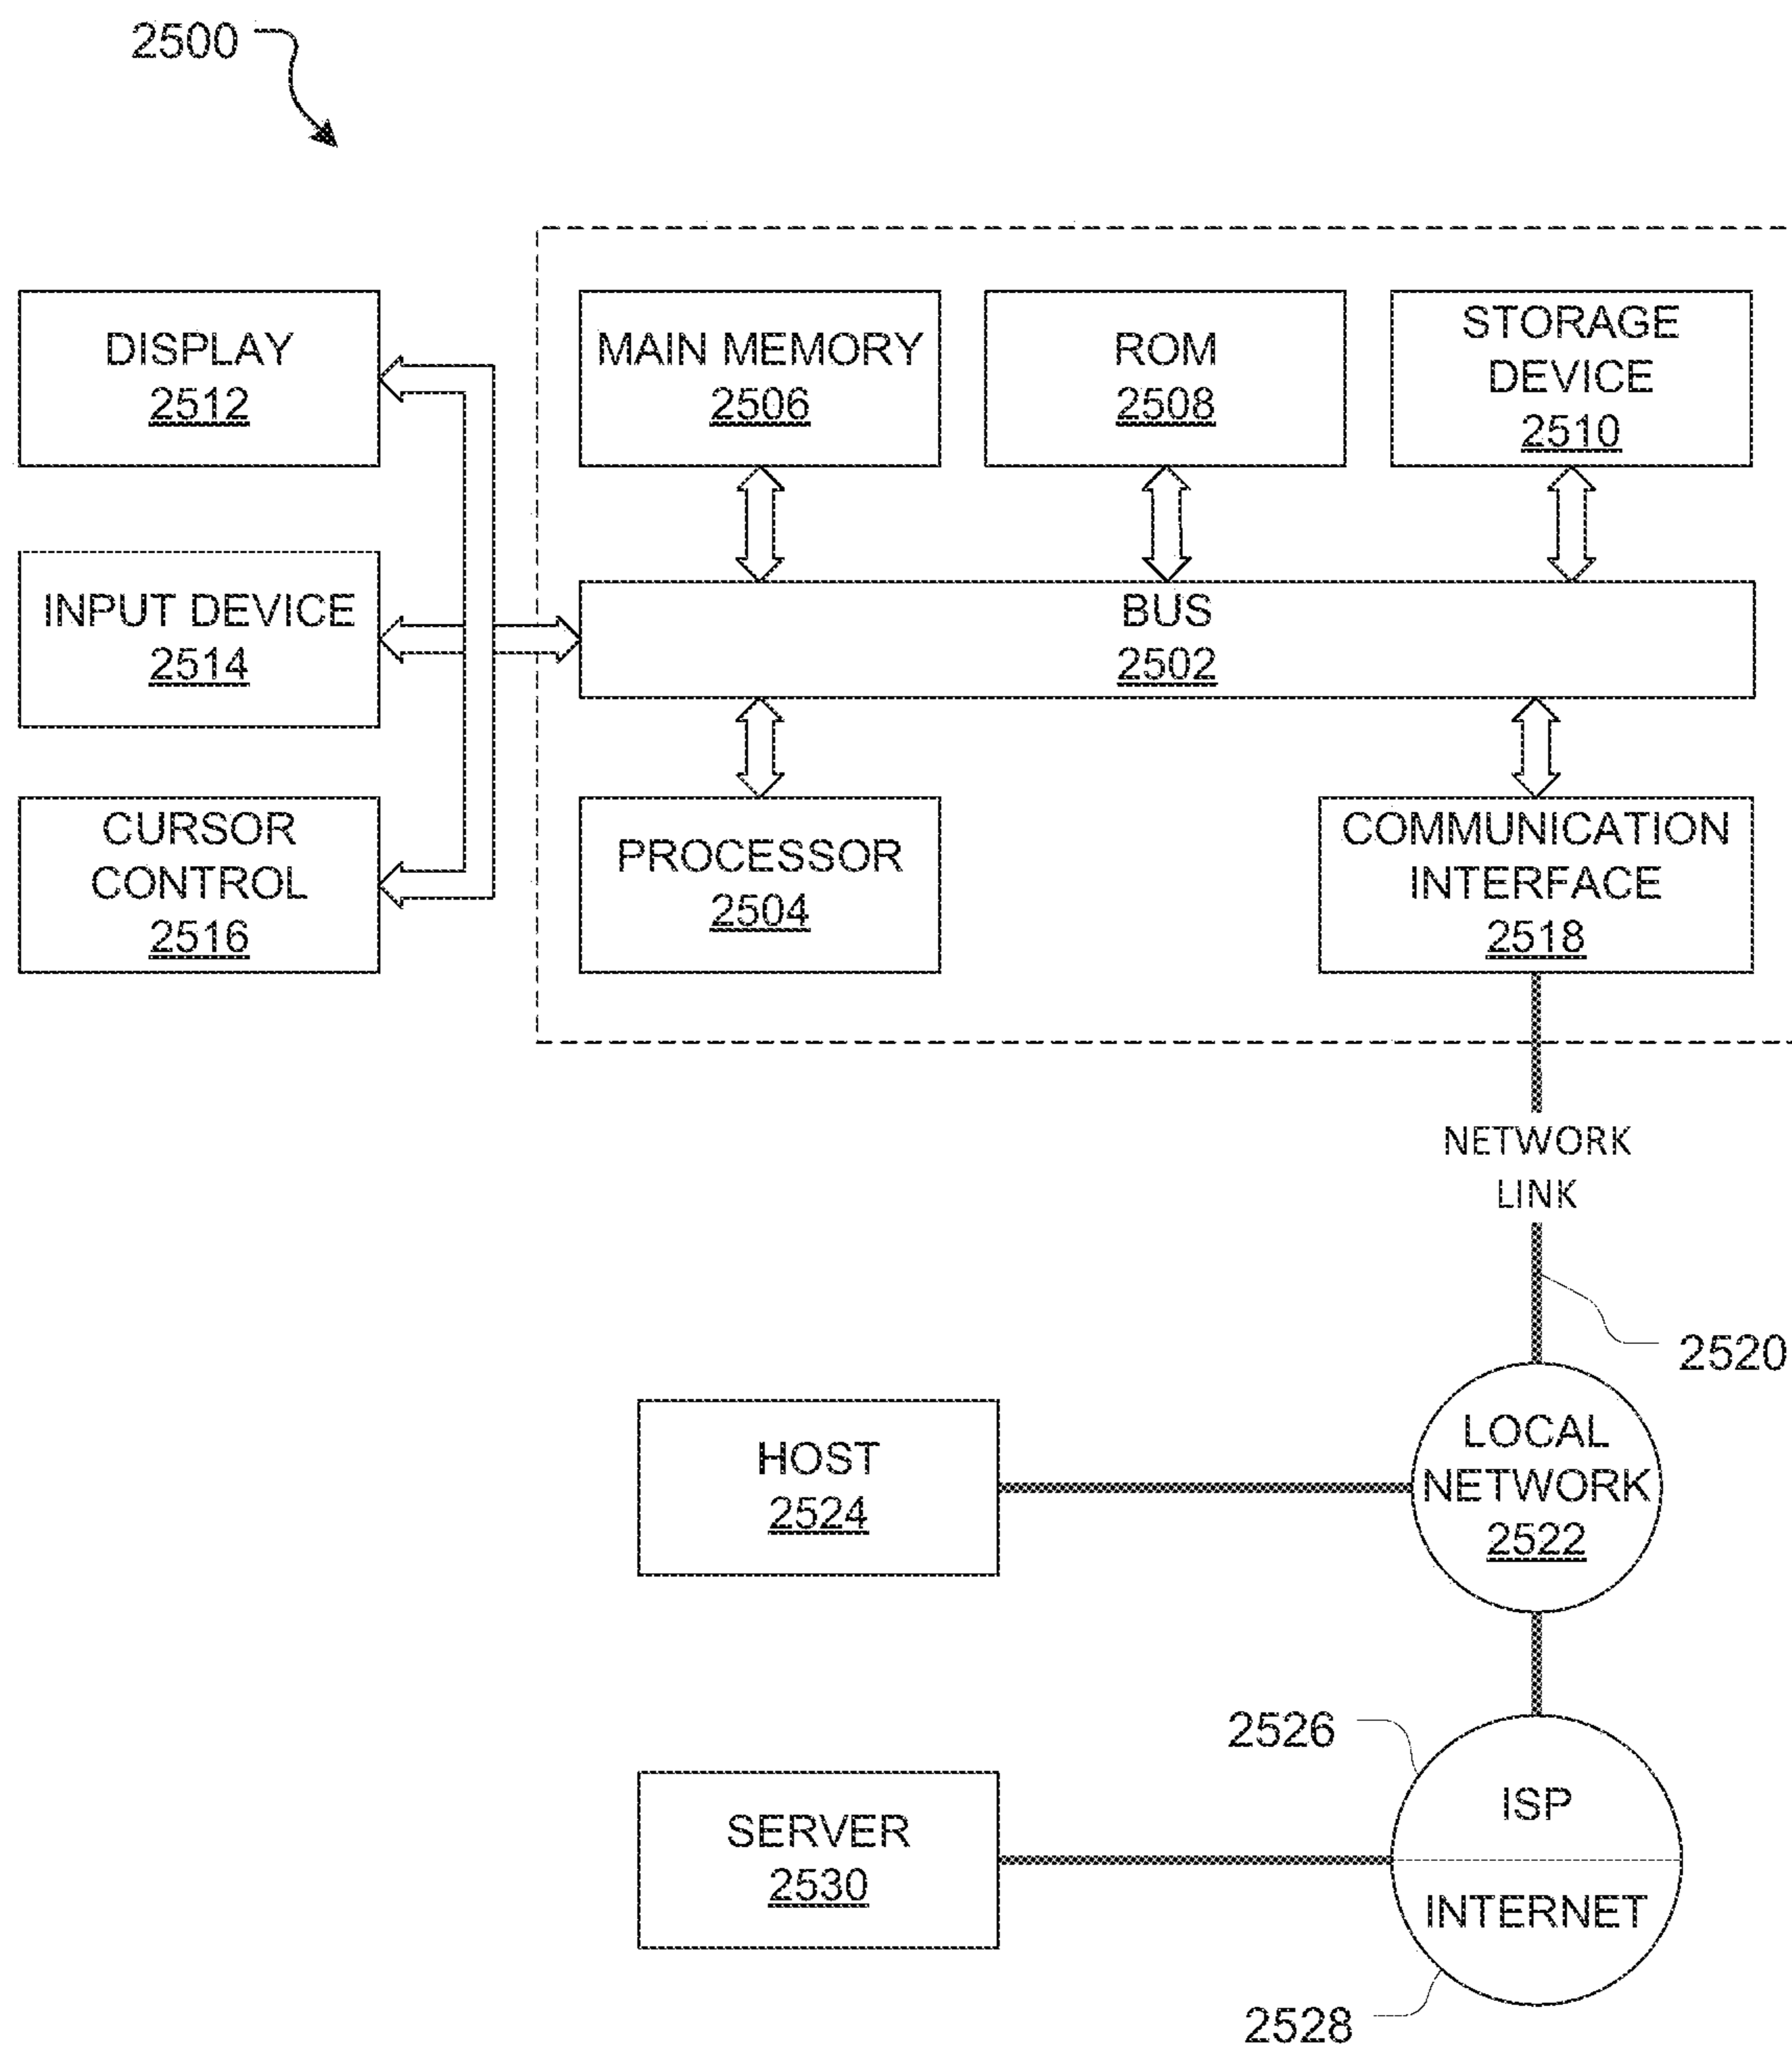 2500
DISPLAY
2512
MAIN MEMORY
2506
ROM
2508
STORAGE
DEVICE
2510
INPUT DEVICE
2514
BUS
2502
CURSOR
CONTROL
2516
PROCESSOR
2504
COMMUNICATION
INTERFACE
2518
NETWORK
LINK
2520
HOST
2524
LOCAL
NETWORK
2522
2526
ISP
SERVER
2530
INTERNET
2528